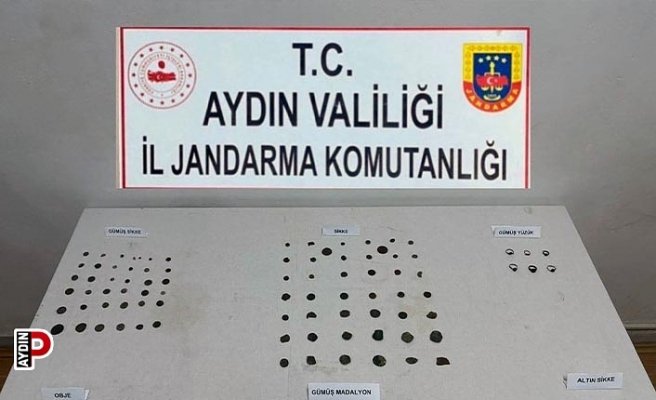 T.C.
AYDIN VALİLİĞİ
İL JANDARMA KOMUTANLIĞI
JANDARMA
GÜMÜŞ SİKKE
SİKKE
GÜMÜŞ YÜZÜK
AYDIN
P
OBJE
GÜMÜŞ MADALYON
ALTIN SİKKE